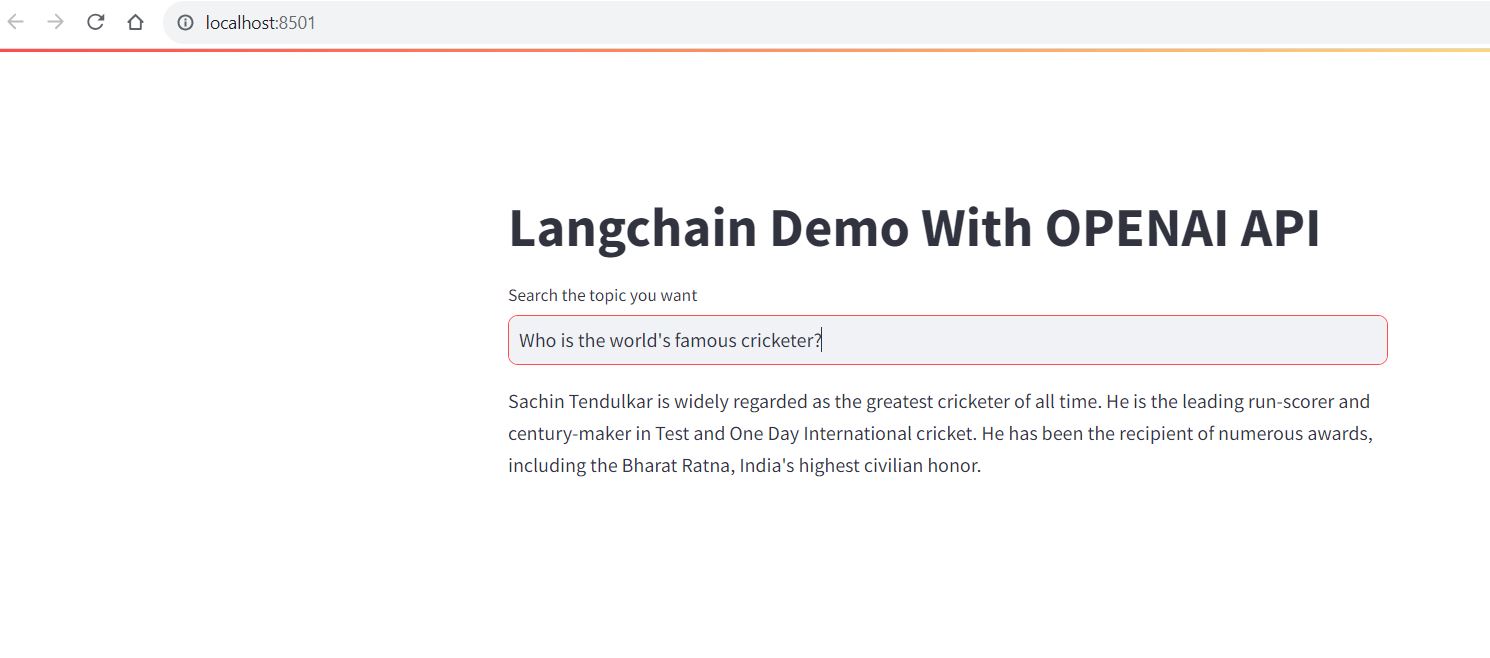 localhost:8501
Langchain Demo With OPENAI API
Search the topic you want
Who is the world's famous cricketer?
Sachin Tendulkar is widely regarded as the greatest cricketer of all time. He is the leading run-scorer and
century-maker in Test and One Day International cricket. He has been the recipient of numerous awards,
including the Bharat Ratna, India's highest civilian honor.